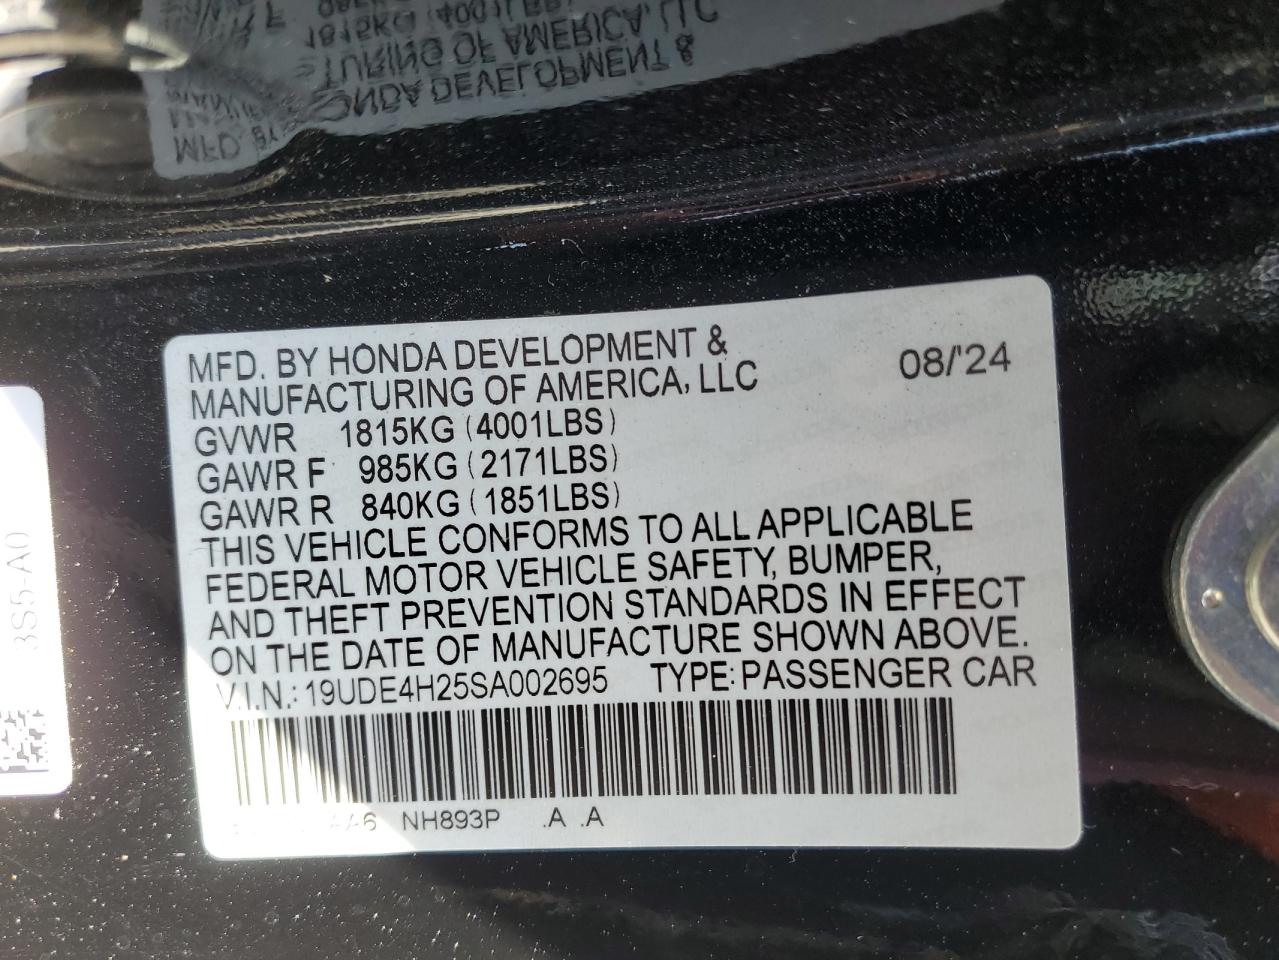 MFD. BY HONDA DEVELOPMENT &
MANUFACTURING OF AMERICA, LLC
08/'24
GVWR 1815KG (4001LBS)
GAWR F 985KG (2171LBS)
GAWR R 840KG (1851LBS)
THIS VEHICLE CONFORMS TO ALL APPLICABLE
FEDERAL MOTOR VEHICLE SAFETY, BUMPER,
AND THEFT PREVENTION STANDARDS IN EFFECT
ON THE DATE OF MANUFACTURE SHOWN ABOVE.
V.I.N.: 19UDE4H25SA002695 TYPE: PASSENGER CAR
NH893P .A .A
3S5-A0